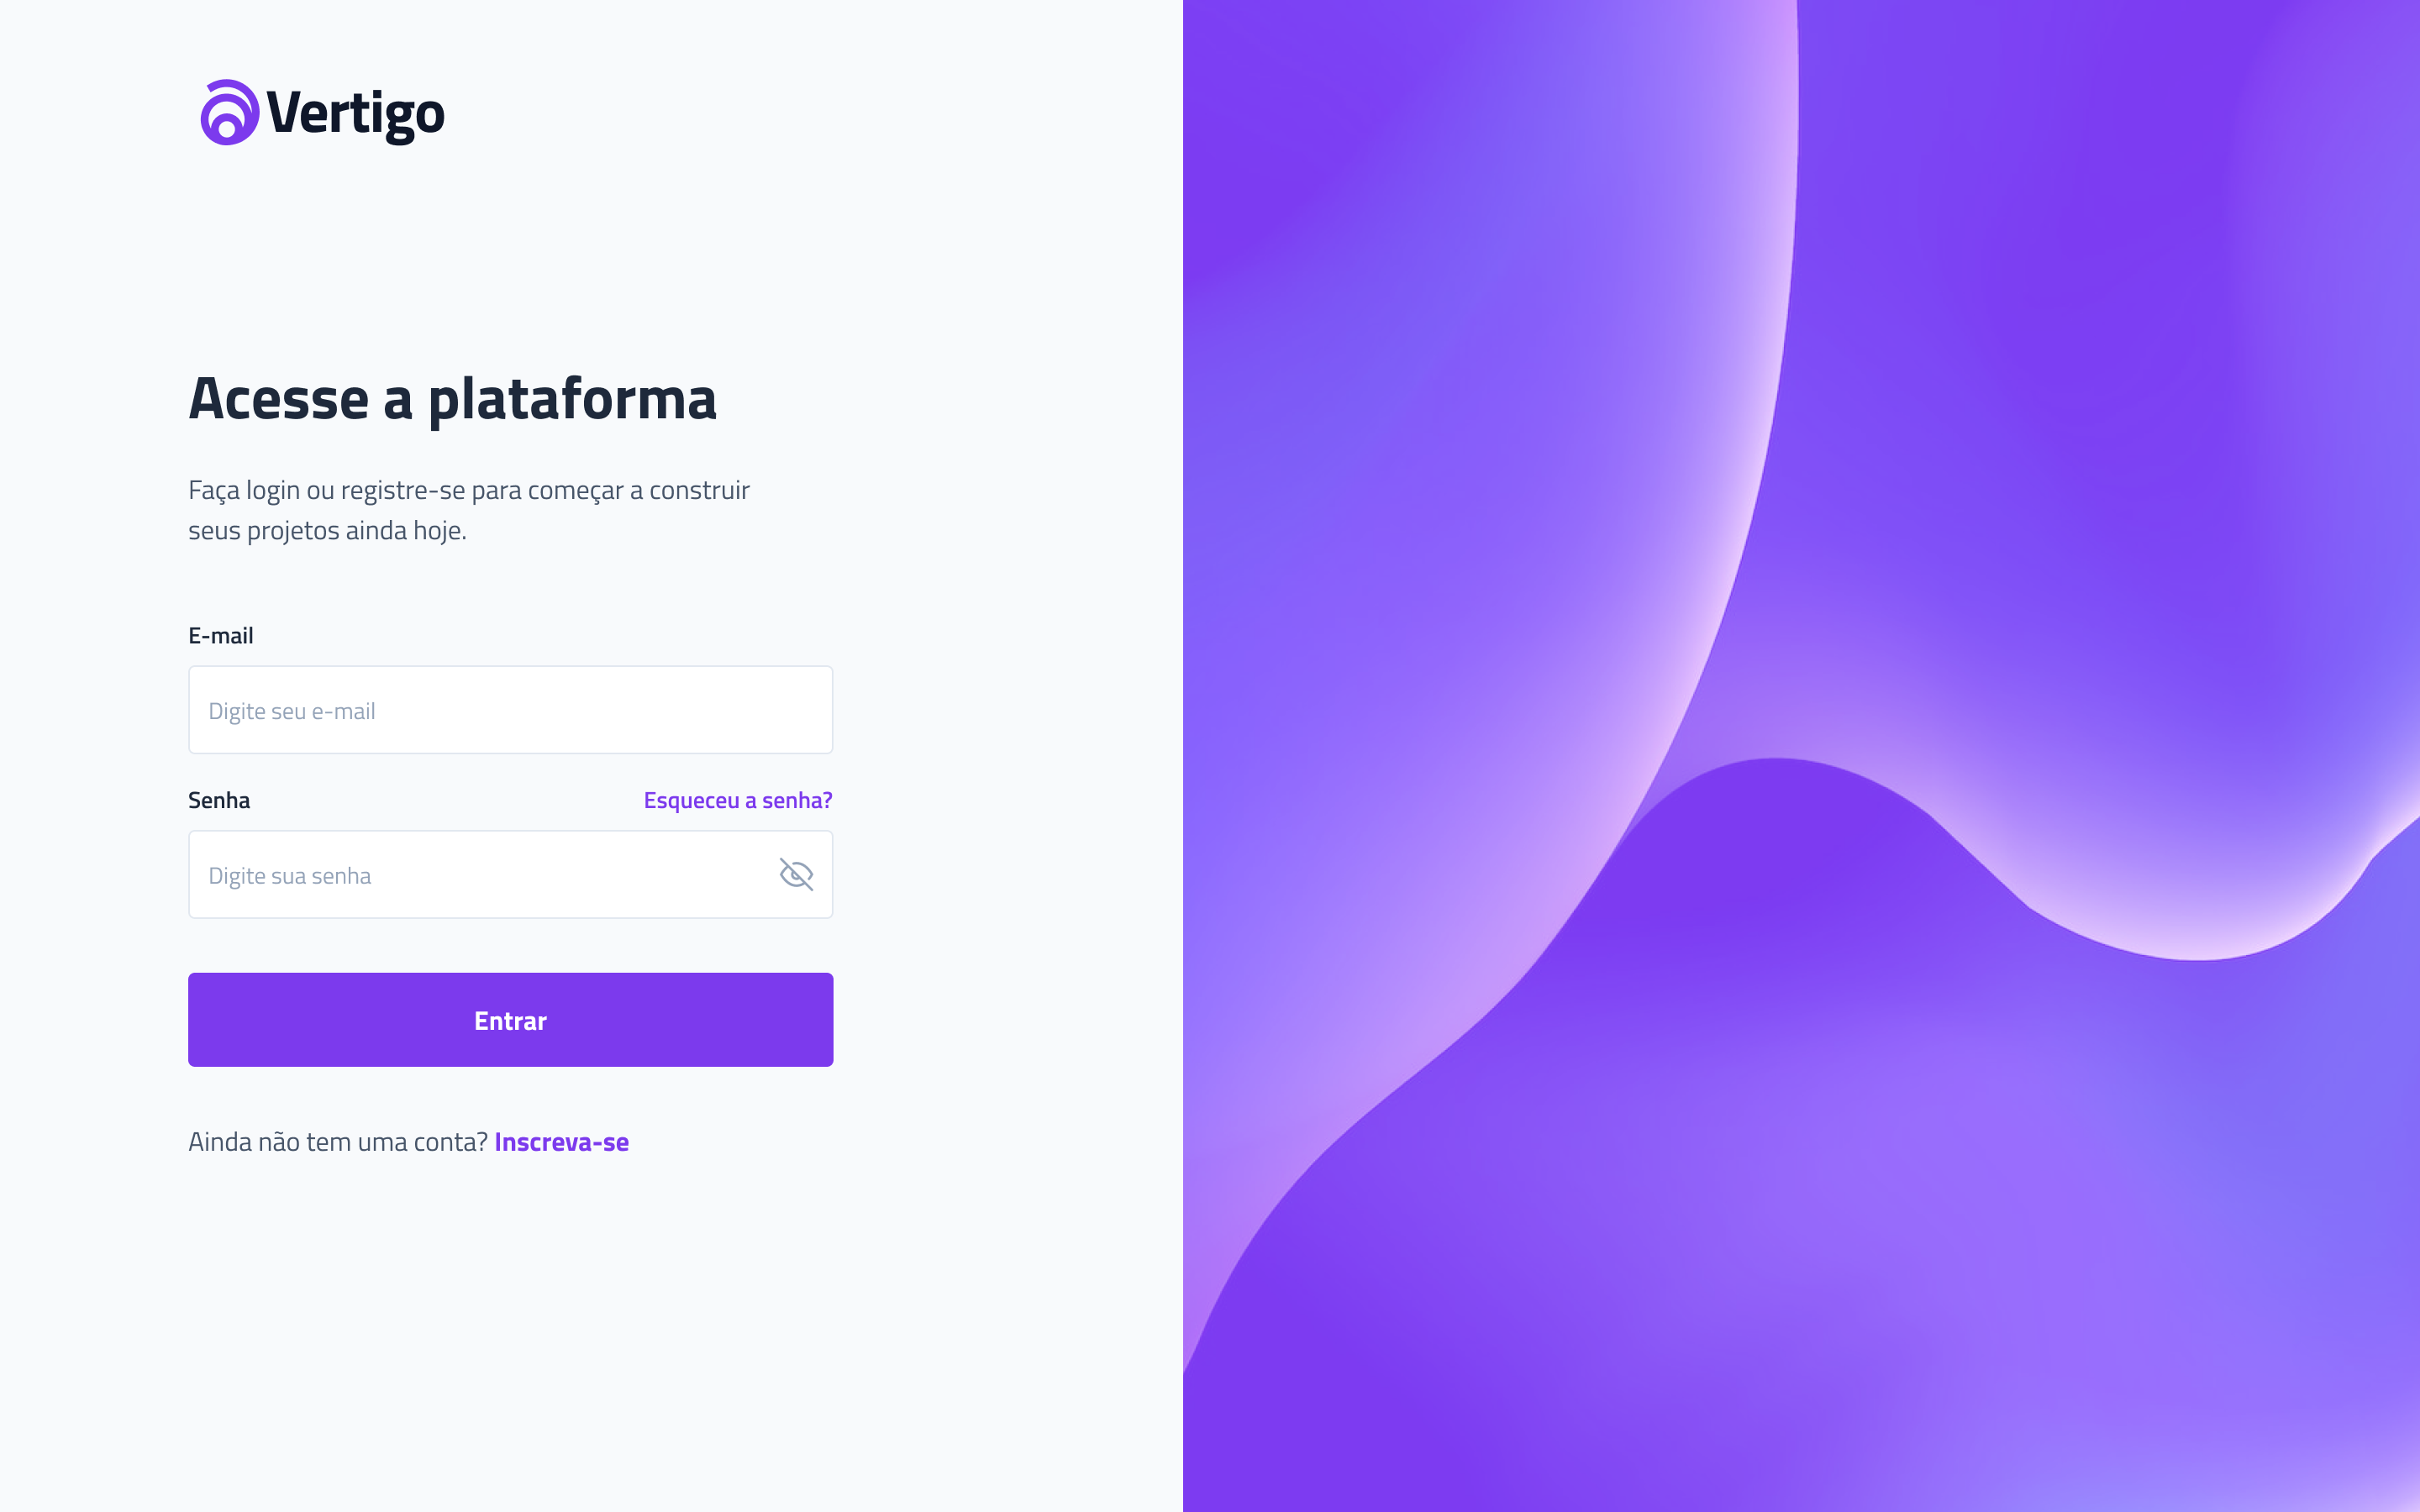 Vertigo
Acesse a plataforma
Faça login ou registre-se para começar a construir
seus projetos ainda hoje.
E-mail
Digite seu e-mail
Senha
Esqueceu a senha?
Digite sua senha
Entrar
Ainda não tem uma conta? Inscreva-se